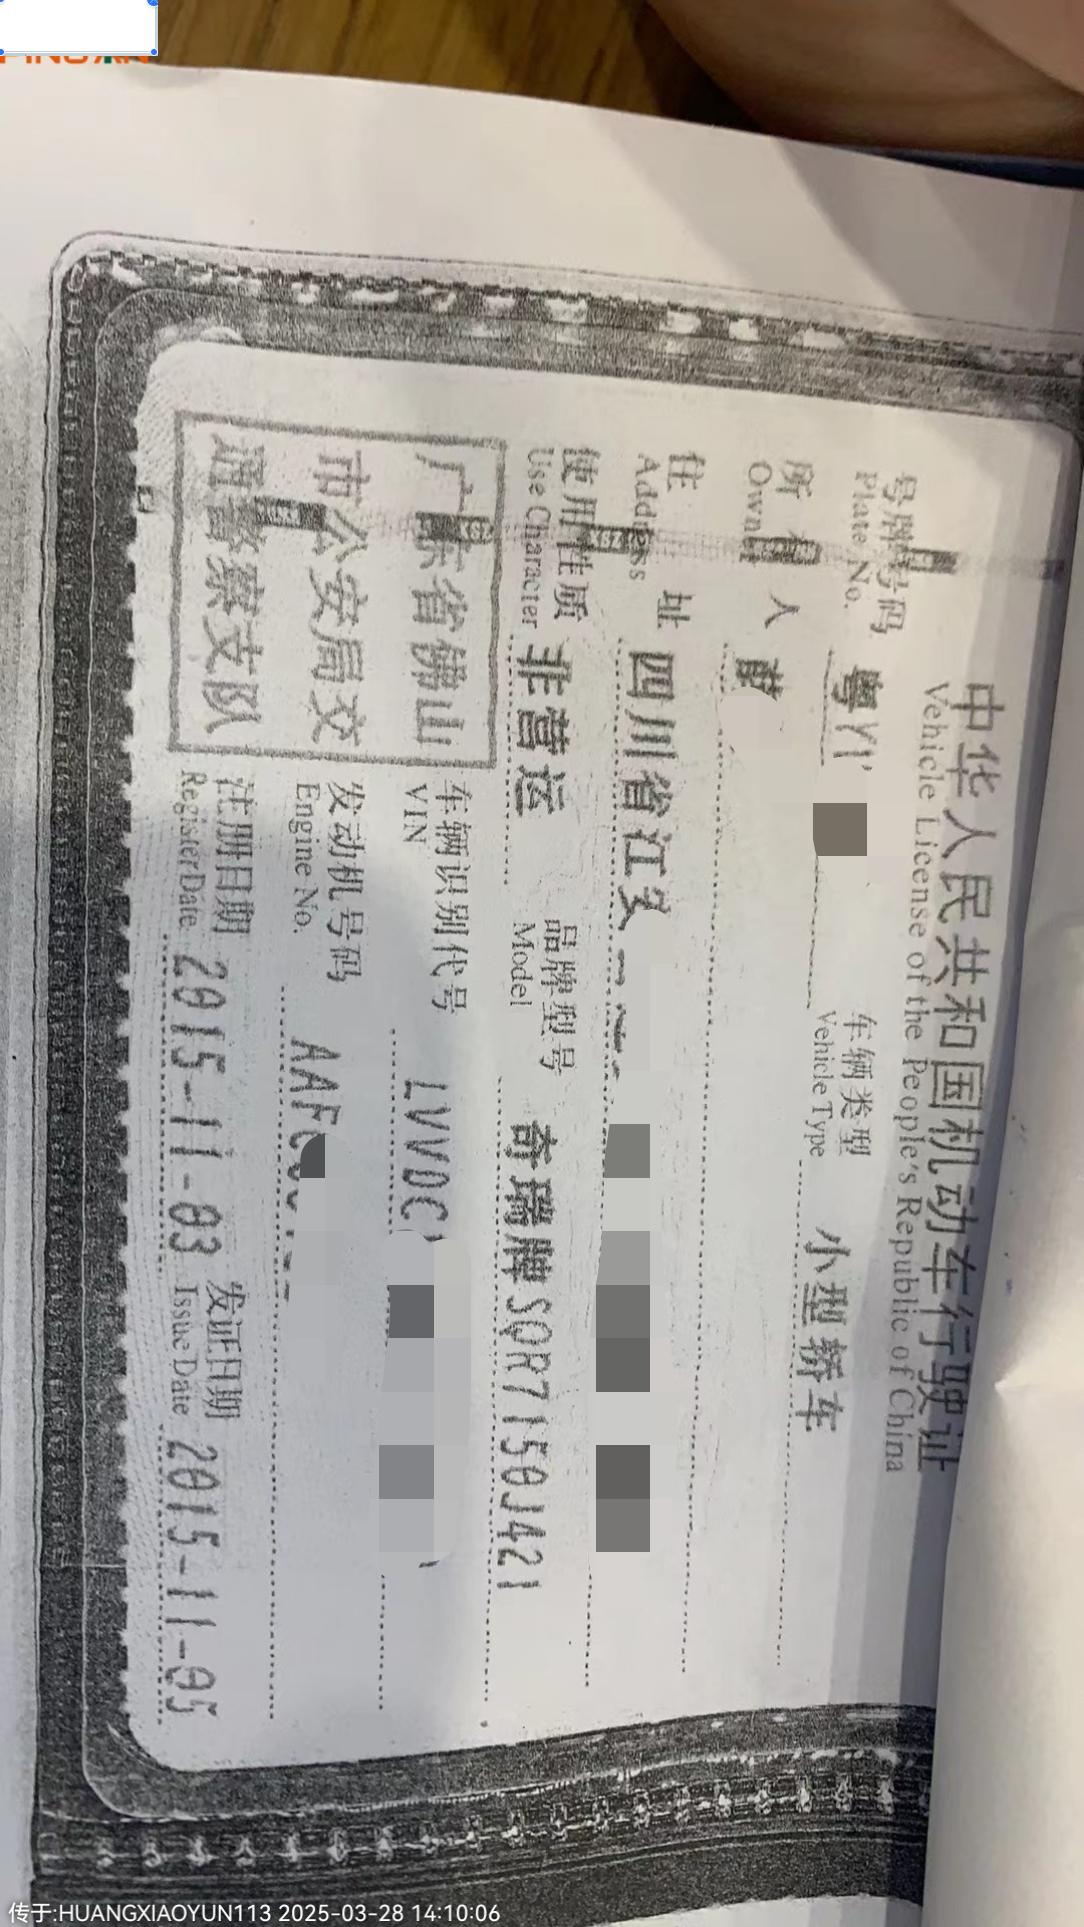 中华人民共和国机动车行驶证
Vehicle License of the People's Republic of China
号牌号码 粤Y 车辆类型 小型轿车
Plate No. Vehicle Type
所有人 黄
Owner
住址 四川省江
Address
使用性质 非营运 品牌型号 奇瑞牌SQR7150J421
Use Character Model
广东省佛山
市公安局交
通警察支队
车辆识别代号 LVVDC
VIN
发动机号码 AAF
Engine No.
注册日期 2015-11-03 发证日期 2015-11-05
Register Date Issue Date
传于:HUANGXIAOYUN113 2025-03-28 14:10:06